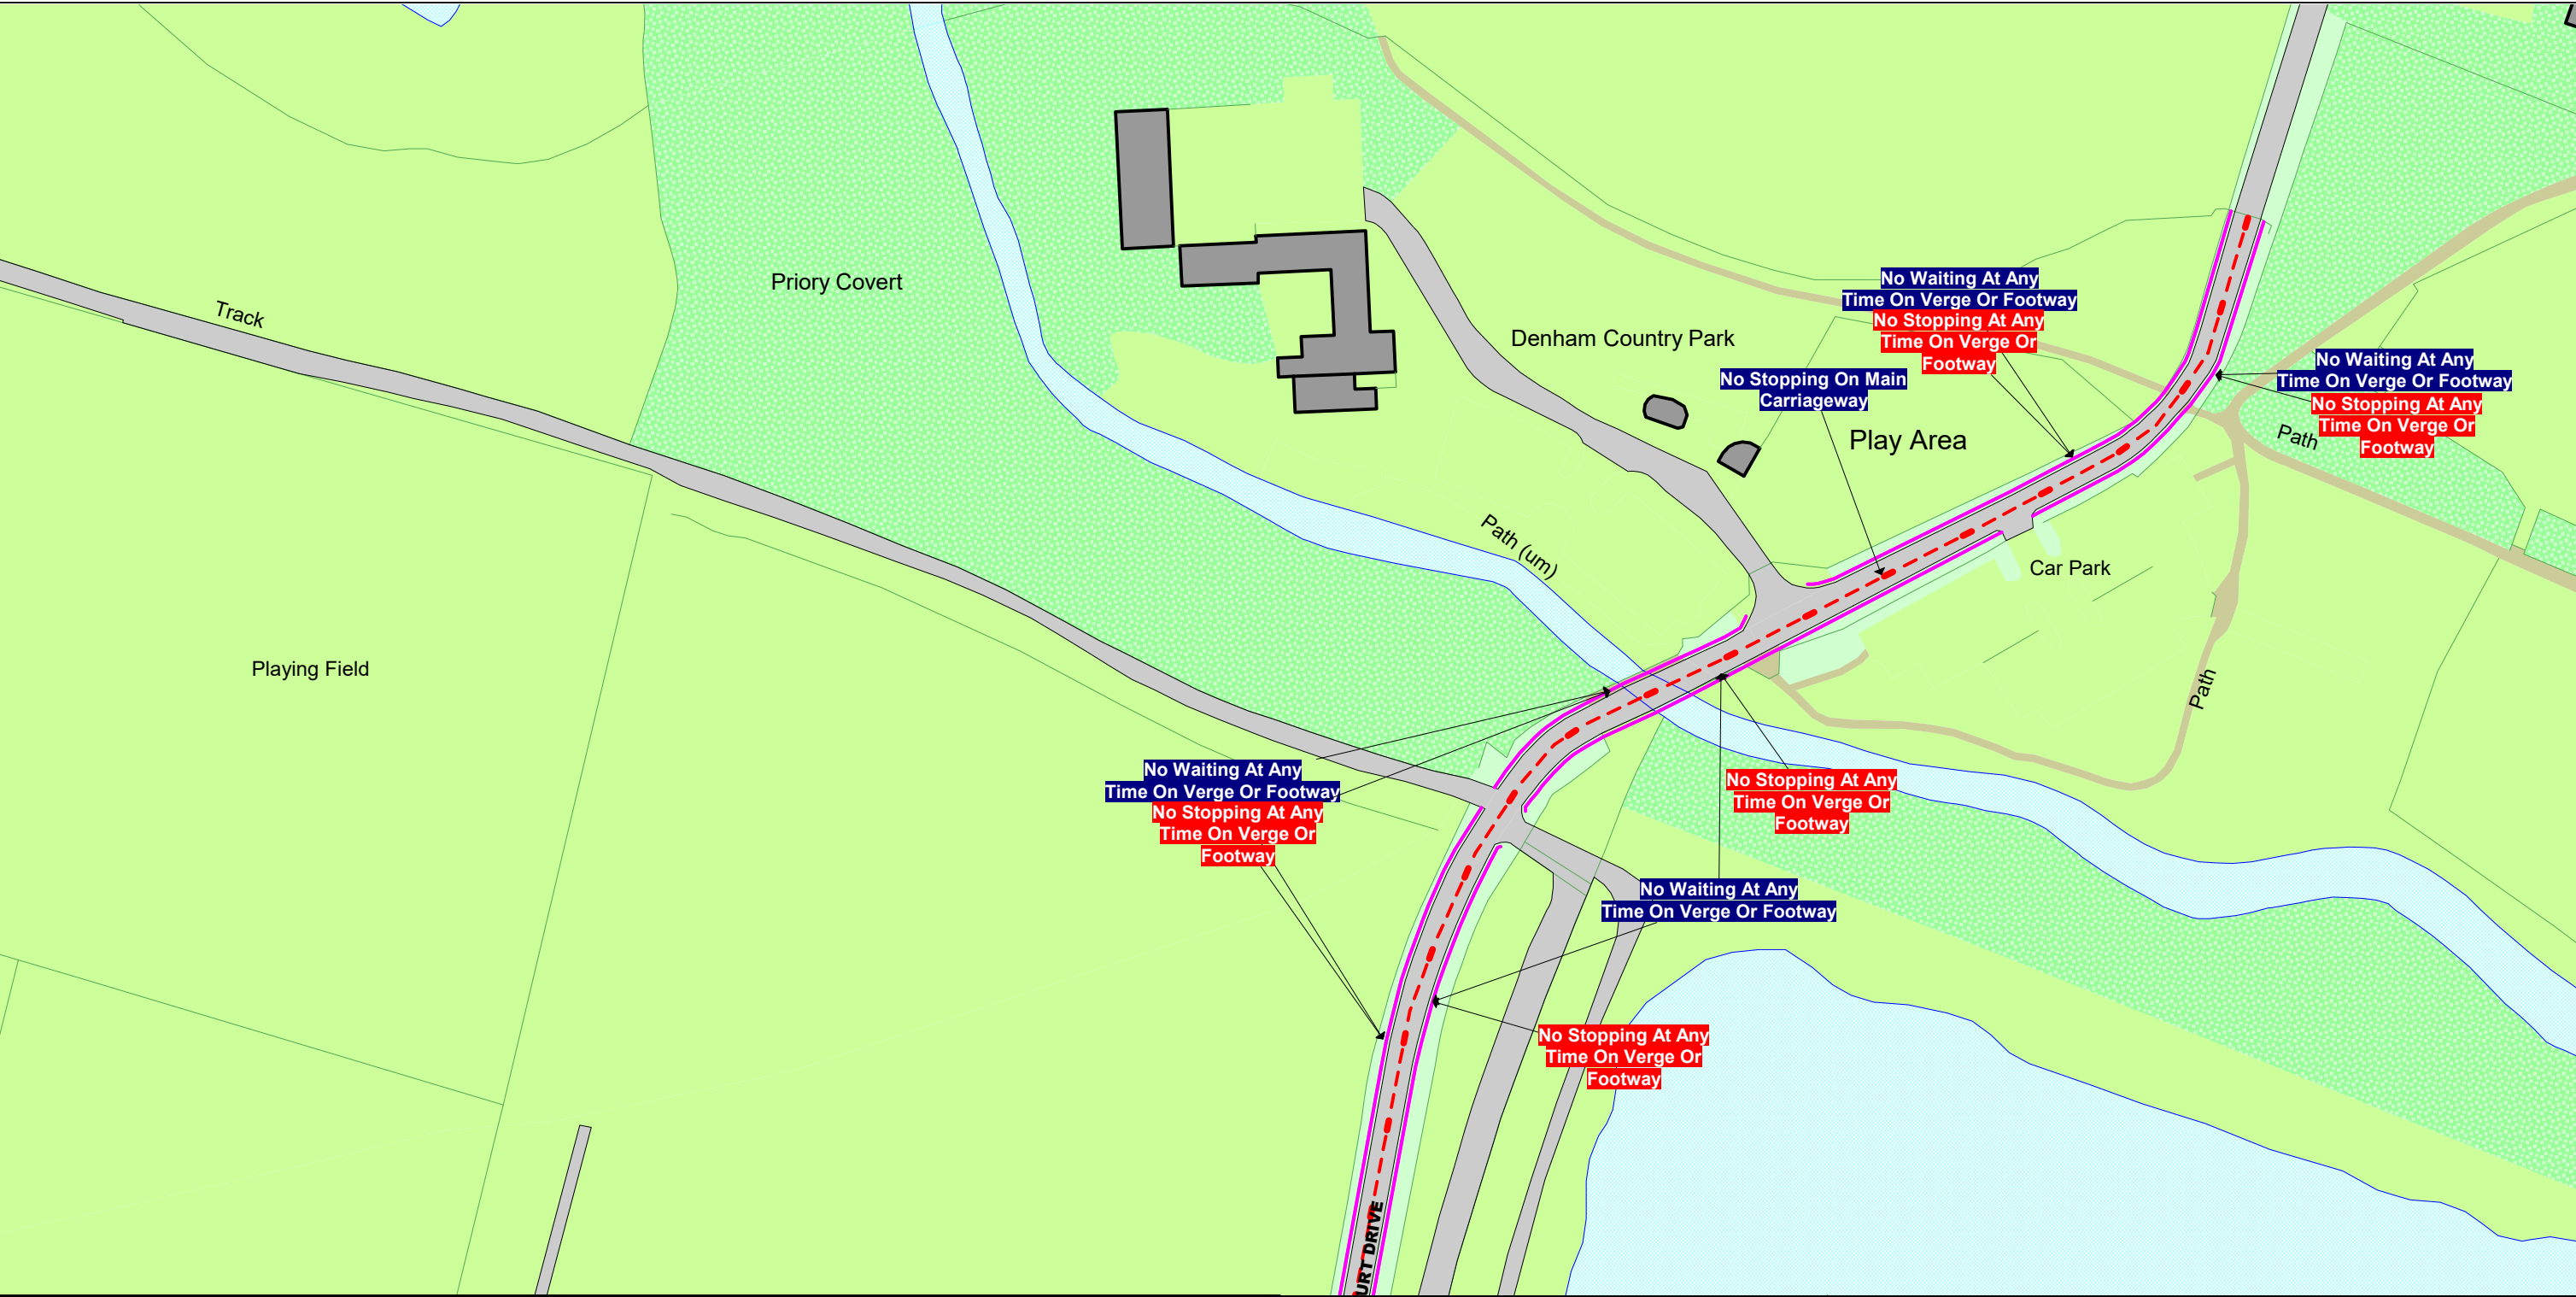 Track
Priory Covert
Denham Country Park
No Waiting At Any
Time On Verge Or Footway
No Stopping At Any
Time On Verge Or
Footway
No Waiting At Any
Time On Verge Or Footway
No Stopping At Any
Time On Verge Or
Footway
No Stopping On Main
Carriageway
Play Area
Path
Path (um)
Car Park
Playing Field
Path
No Waiting At Any
Time On Verge Or Footway
No Stopping At Any
Time On Verge Or
Footway
No Stopping At Any
Time On Verge Or
Footway
No Waiting At Any
Time On Verge Or Footway
No Stopping At Any
Time On Verge Or
Footway
URT DRIVE